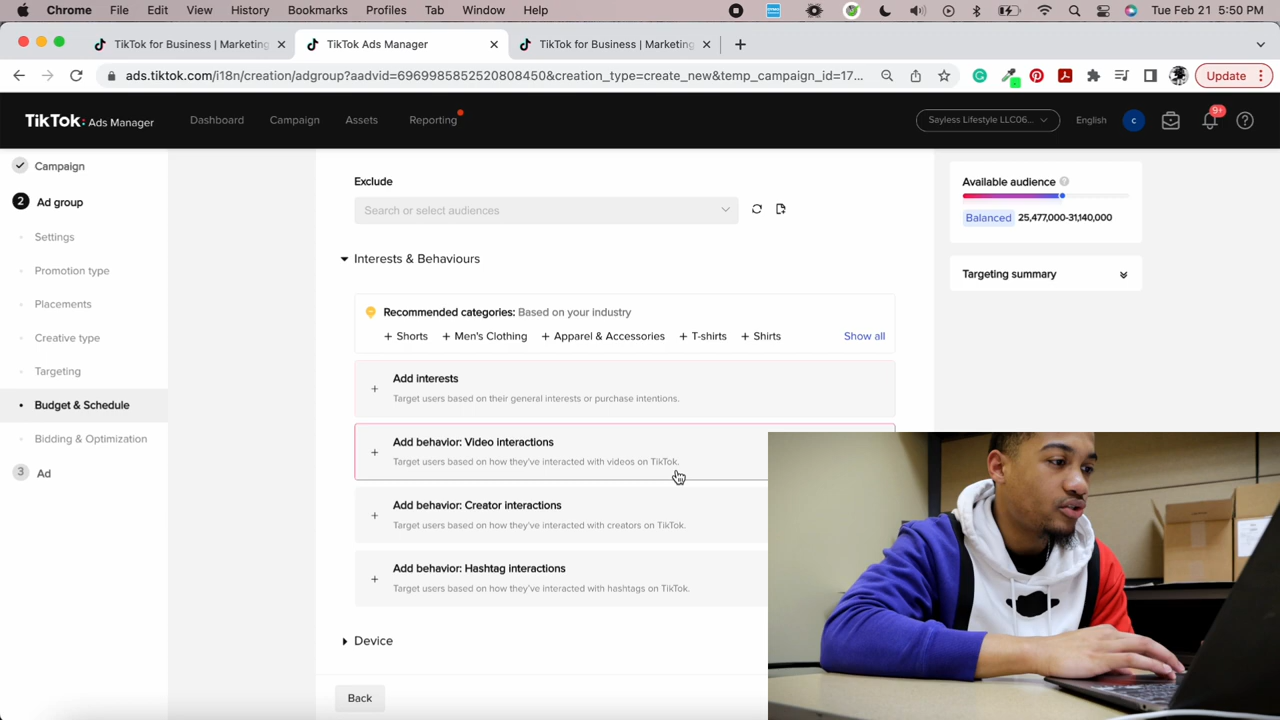 Chrome File Edit View History Bookmarks Profiles Tab Window Help Tue Feb 21 5:50 PM
TikTok for Business | Marketing TikTok Ads Manager TikTok for Business | Marketing
ads.tiktok.com/i18n/creation/adgroup?aadvid=6969985852520808450&creation_type=create_new&temp_campaign_id=17... Update
TikTok: Ads Manager Dashboard Campaign Assets Reporting Sayless Lifestyle LLC06... English c 9+
Campaign
2 Ad group
Settings
Promotion type
Placements
Creative type
Targeting
Budget & Schedule
Bidding & Optimization
3 Ad
Exclude
Search or select audiences
Interests & Behaviours
Recommended categories: Based on your industry
+ Shorts + Men's Clothing + Apparel & Accessories + T-shirts + Shirts Show all
Add interests
Target users based on their general interests or purchase intentions.
Add behavior: Video interactions
Target users based on how they've interacted with videos on TikTok.
Add behavior: Creator interactions
Target users based on how they've interacted with creators on TikTok.
Add behavior: Hashtag interactions
Target users based on how they've interacted with hashtags on TikTok.
Device
Back
Available audience
Balanced 25,477,000-31,140,000
Targeting summary